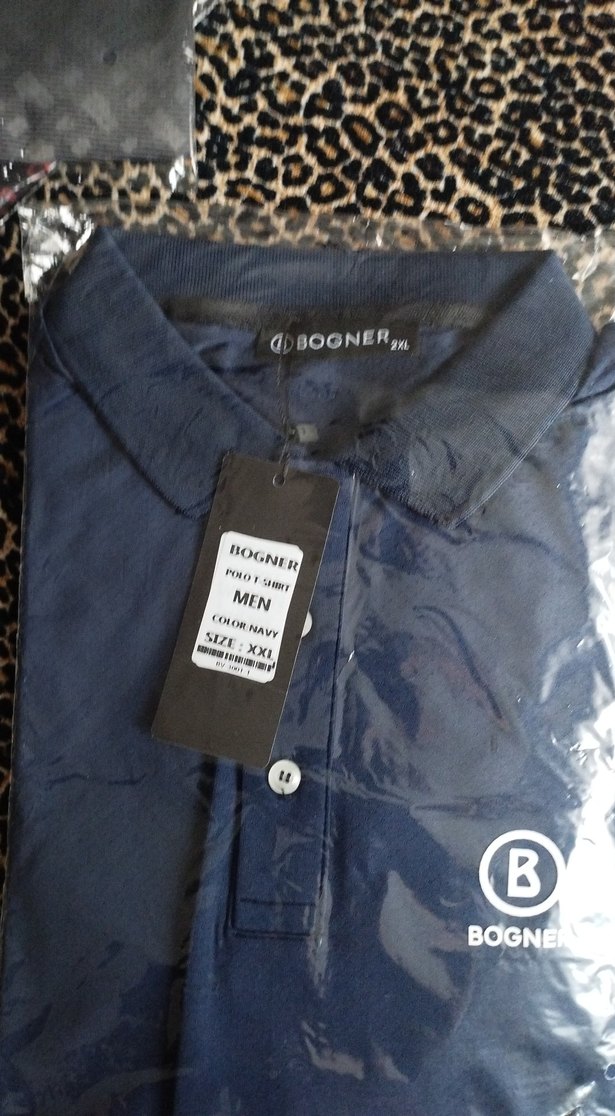 BOGNER 2XL
BOGNER
POLO T-SHIRT
MEN
COLOR:NAVY
SIZE : XXL
B
BOGNER